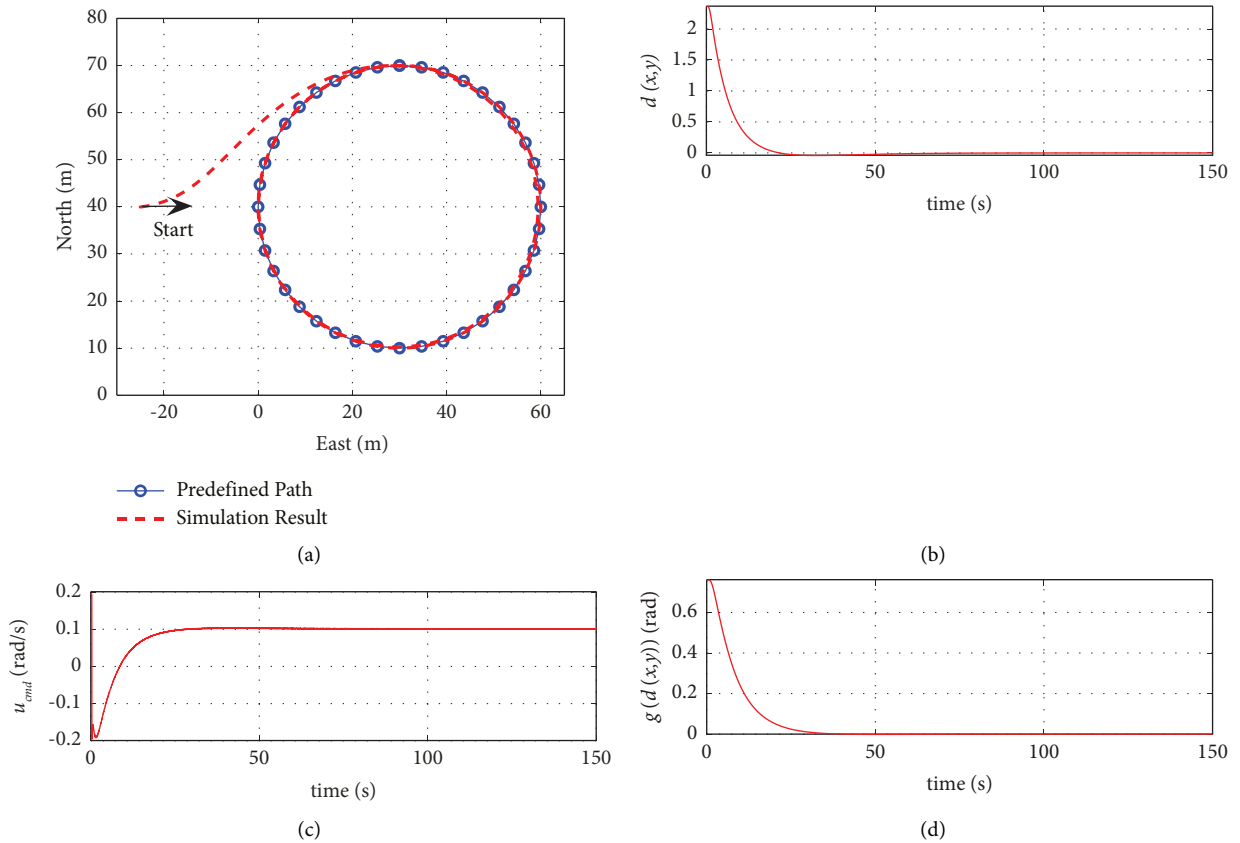 80
70
60
50
40
30
20
10
0
North (m)
Start
-20
0
20
40
60
East (m)
Predefined Path
Simulation Result
(a)
2
1.5
1
0.5
0
d (x,y)
0
50
100
150
time (s)
(b)
0.2
0.1
0
-0.1
-0.2
u_cmd (rad/s)
0
50
100
150
time (s)
(c)
0.6
0.4
0.2
0
g (d (x,y)) (rad)
0
50
100
150
time (s)
(d)